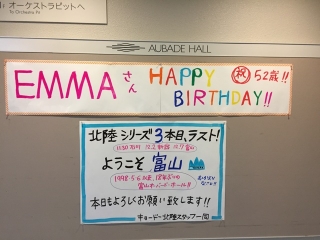 オーケストラピットへ
To Orchestra Pit
AUBADE HALL
EMMAさん HAPPY BIRTHDAY!! ㊗ 52歳!!
北陸シリーズ3本目、ラスト!
ようこそ富山
本日もよろしくお願い致します!!
キョードー北陸スタッフ一同